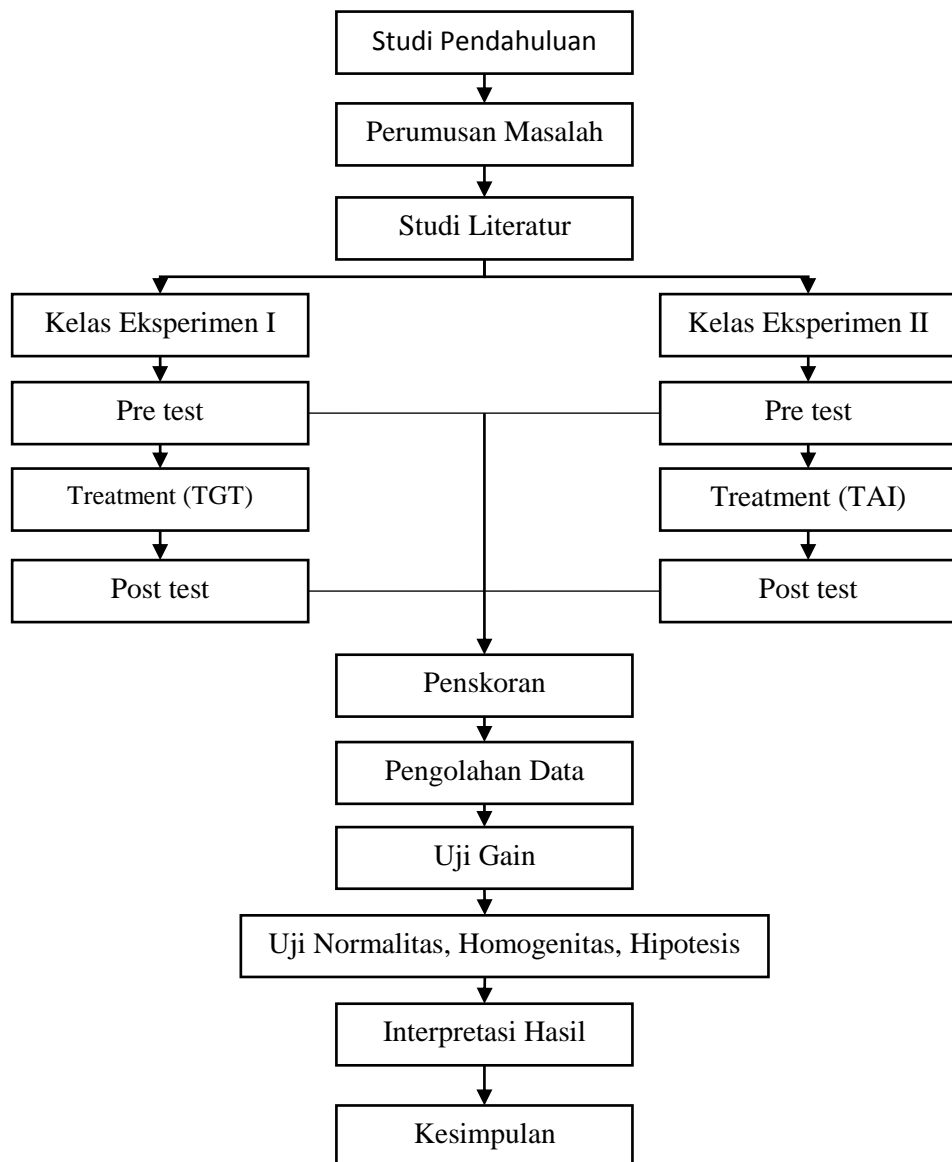 Studi Pendahuluan
Perumusan Masalah
Studi Literatur
Kelas Eksperimen I
Kelas Eksperimen II
Pre test
Pre test
Treatment (TGT)
Treatment (TAI)
Post test
Post test
Penskoran
Pengolahan Data
Uji Gain
Uji Normalitas, Homogenitas, Hipotesis
Interpretasi Hasil
Kesimpulan